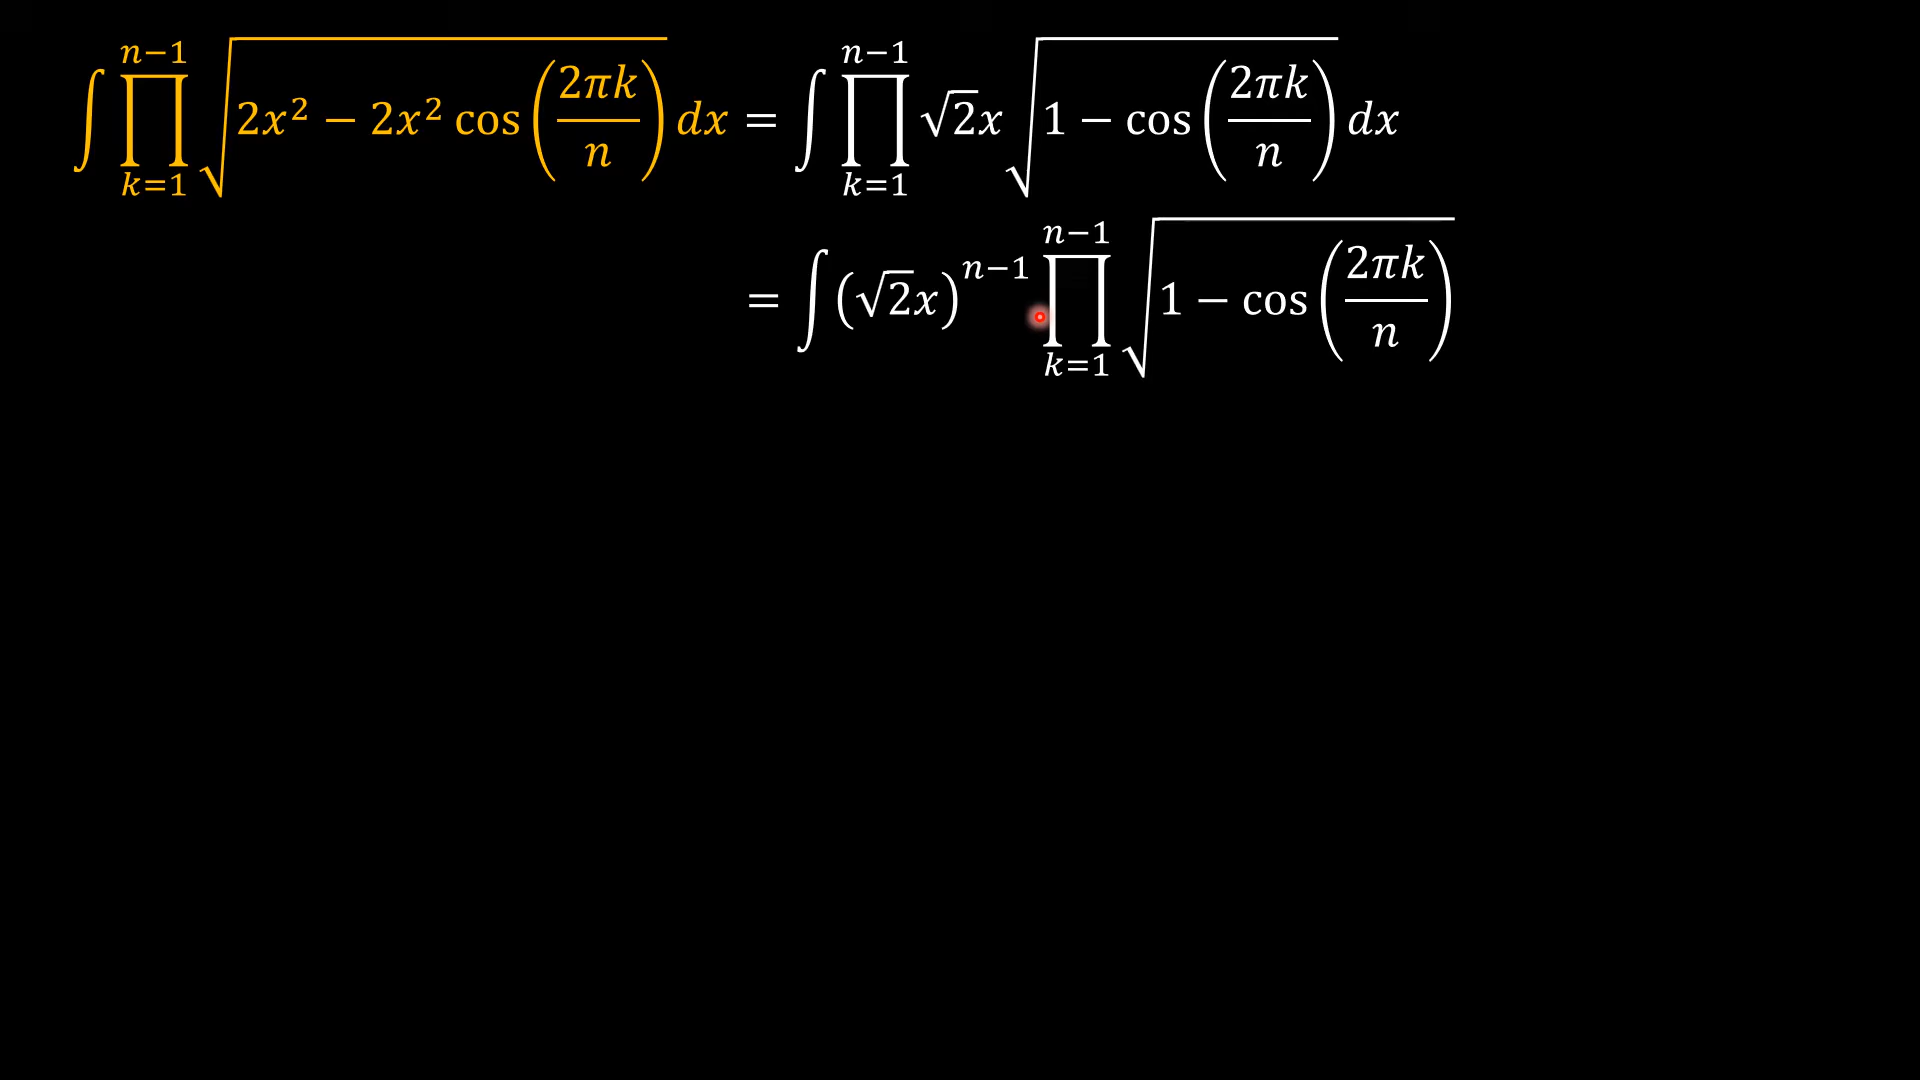 ∫ ∏_{k=1}^{n−1} √(2x² − 2x² cos(2πk/n)) dx = ∫ ∏_{k=1}^{n−1} √2x √(1 − cos(2πk/n)) dx
= ∫ (√2x)^{n−1} ∏_{k=1}^{n−1} √(1 − cos(2πk/n))